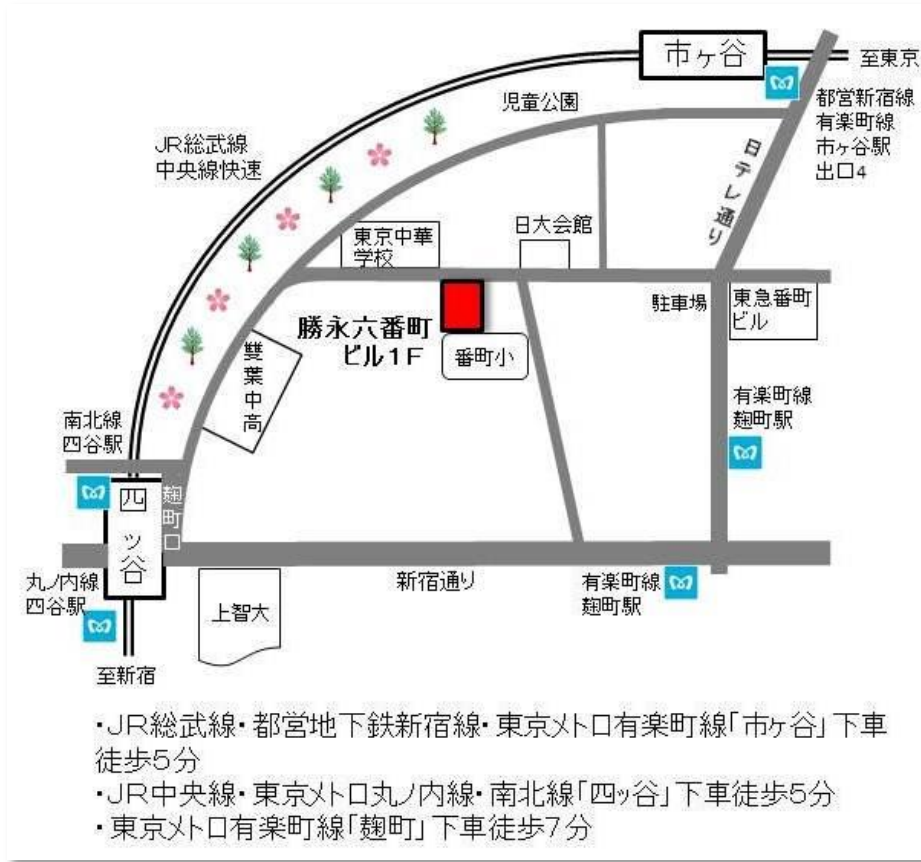 市ヶ谷
至東京
都営新宿線
有楽町線
市ヶ谷駅
出口4
児童公園
JR総武線
中央線快速
日テレ通り
東京中華
学校
日大会館
駐車場
東急番町
ビル
勝永六番町
ビル1F
番町小
雙葉中高
有楽町線
麹町駅
南北線
四谷駅
四ツ谷
麹町口
丸ノ内線
四谷駅
新宿通り
有楽町線
麹町駅
上智大
至新宿
・JR総武線・都営地下鉄新宿線・東京メトロ有楽町線「市ヶ谷」下車
徒歩5分
・JR中央線・東京メトロ丸ノ内線・南北線「四ッ谷」下車徒歩5分
・東京メトロ有楽町線「麹町」下車徒歩7分